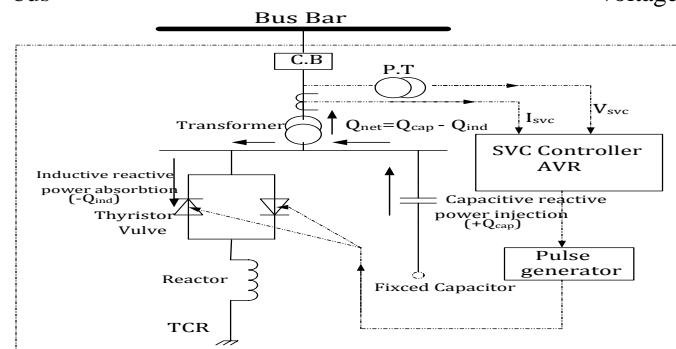 Bus Bar
C.B
P.T
Transformer
Qnet=Qcap - Qind
Isvc
Vsvc
SVC Controller
AVR
Inductive reactive
power absorbtion
(-Qind)
Thyristor
Vulve
Capacitive reactive
power injection
(+Qcap)
Pulse
generator
Reactor
Fixced Capacitor
TCR